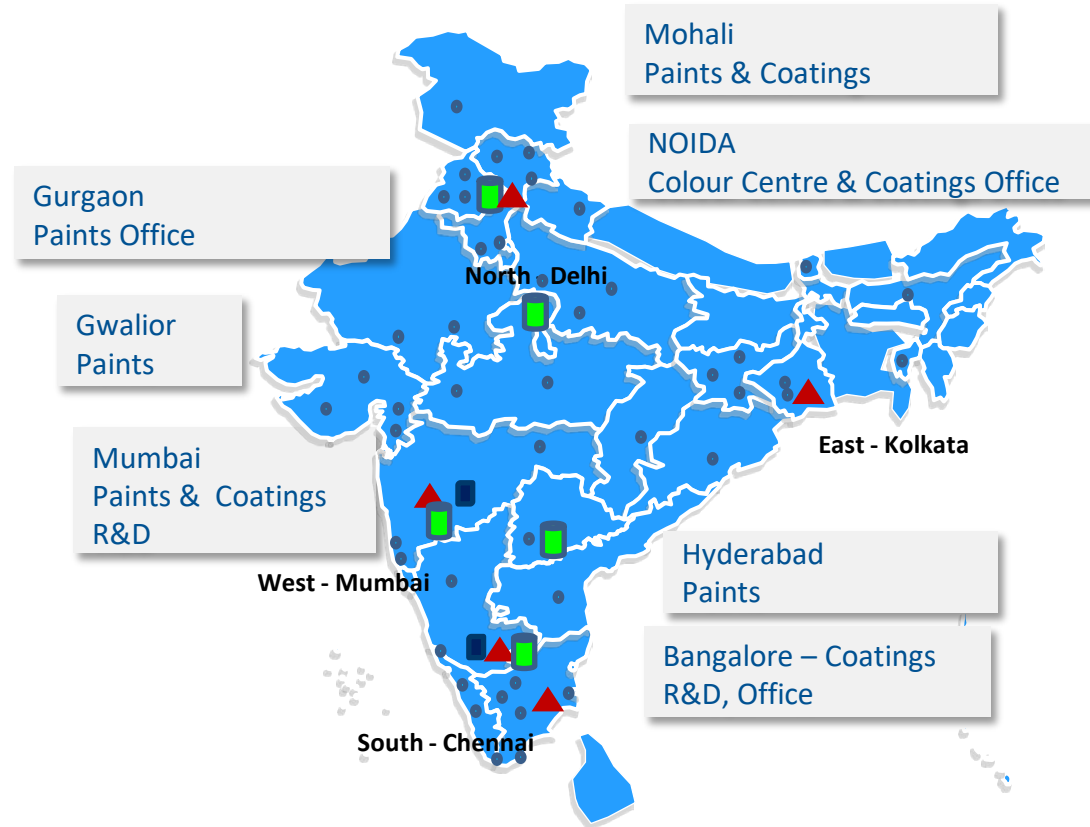 Mohali
Paints & Coatings
NOIDA
Colour Centre & Coatings Office
Gurgaon
Paints Office
North - Delhi
Gwalior
Paints
East - Kolkata
Mumbai
Paints & Coatings
R&D
West - Mumbai
Hyderabad
Paints
Bangalore – Coatings
R&D, Office
South - Chennai